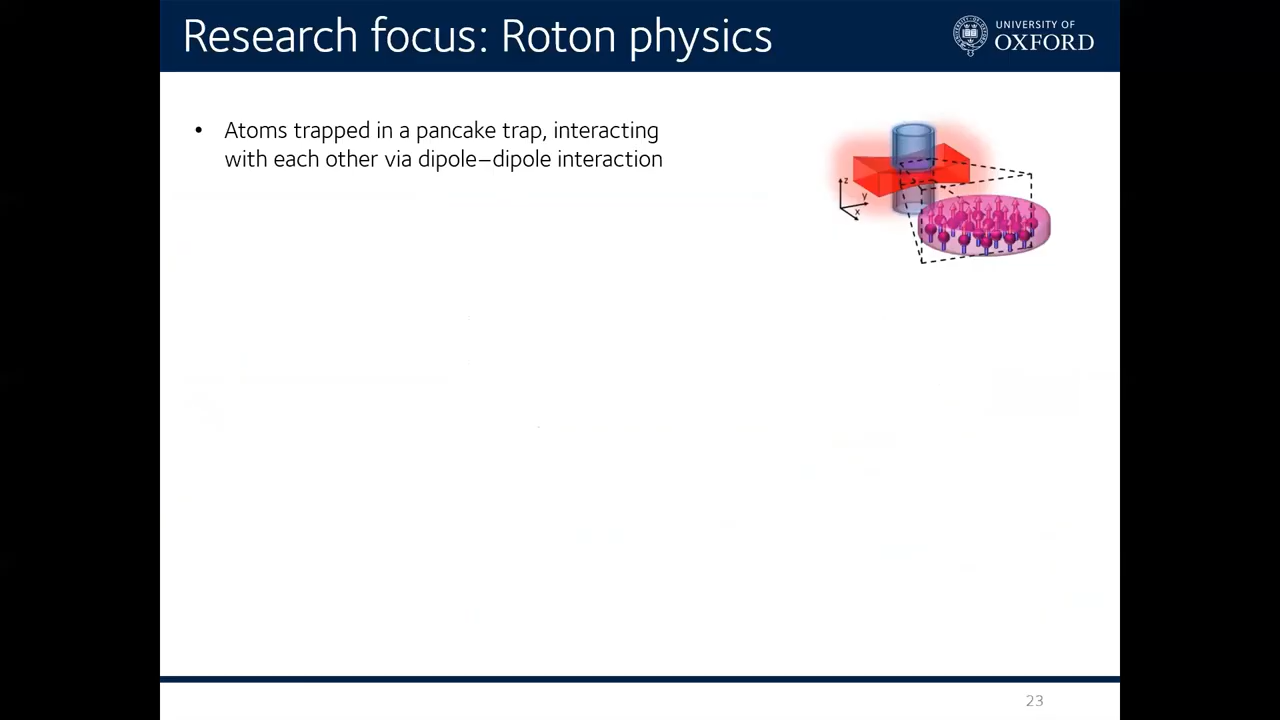 Research focus: Roton physics
UNIVERSITY OF
OXFORD
• Atoms trapped in a pancake trap, interacting
with each other via dipole–dipole interaction
z
y
x
23